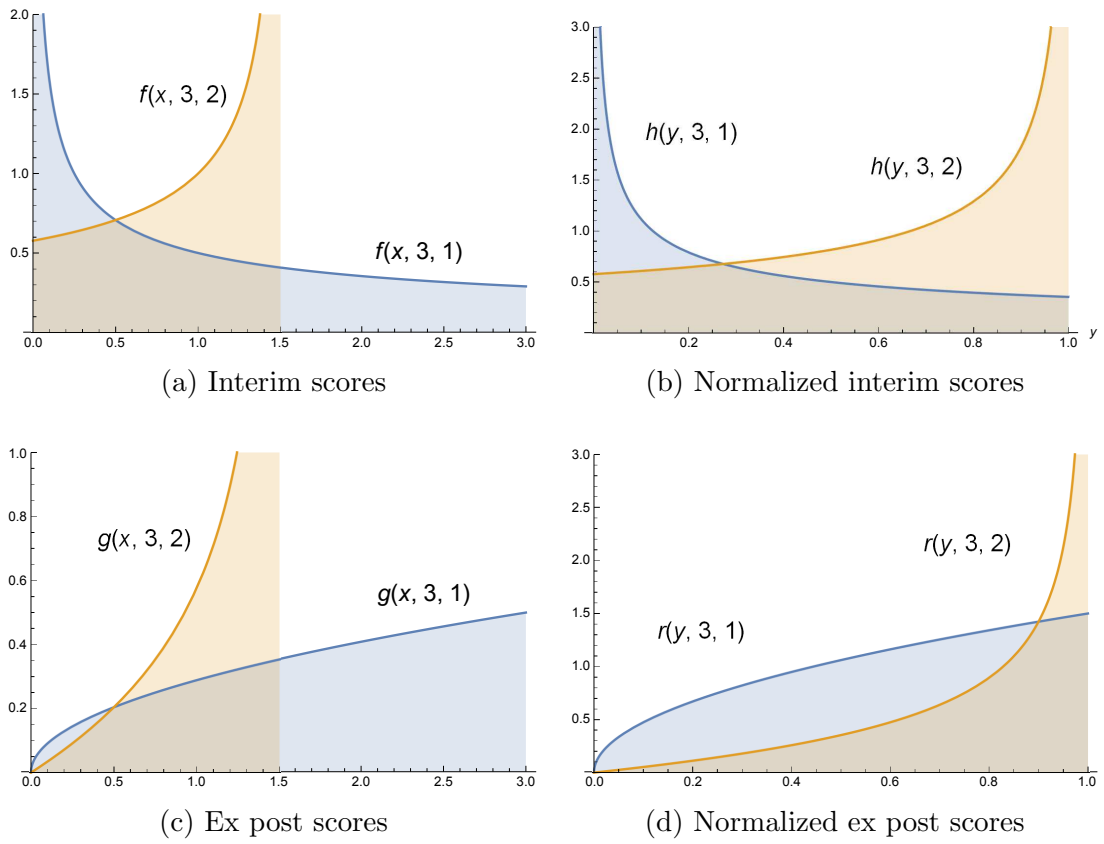 2.0
1.5
1.0
0.5
0.0 0.5 1.0 1.5 2.0 2.5 3.0
f(x, 3, 2)
f(x, 3, 1)
(a) Interim scores
3.0
2.5
2.0
1.5
1.0
0.5
0.2 0.4 0.6 0.8 1.0
y
h(y, 3, 1)
h(y, 3, 2)
(b) Normalized interim scores
1.0
0.8
0.6
0.4
0.2
0.0 0.5 1.0 1.5 2.0 2.5 3.0
g(x, 3, 2)
g(x, 3, 1)
(c) Ex post scores
3.0
2.5
2.0
1.5
1.0
0.5
0.0 0.2 0.4 0.6 0.8 1.0
r(y, 3, 2)
r(y, 3, 1)
(d) Normalized ex post scores